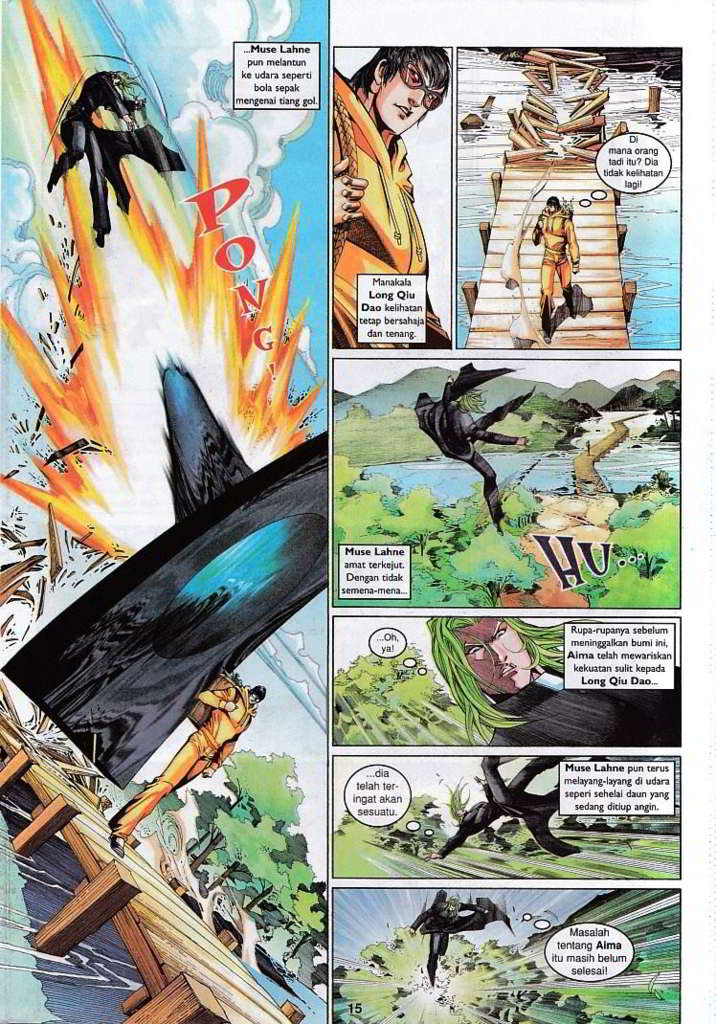 ...Muse Lahne
pun melantun
ke udara seperti
bola sepak
mengenai tiang gol.
PONG!
Manakala
Long Qiu
Dao kelihatan
tetap bersahaja
dan tenang.
Di
mana orang
tadi itu? Dia
tidak kelihatan
lagi!
Muse Lahne
amat terkejut.
Dengan tidak
semena-mena...
HU...
...Oh,
ya!
Rupa-rupanya sebelum
meninggalkan bumi ini,
Aima telah mewariskan
kekuatan sulit kepada
Long Qiu Dao...
...dia
telah ter-
ingat akan
sesuatu.
Muse Lahne pun terus
melayang-layang di udara
seperi sehelai daun yang
sedang ditiup angin.
Masalah
tentang Aima
itu masih belum
selesai!
15